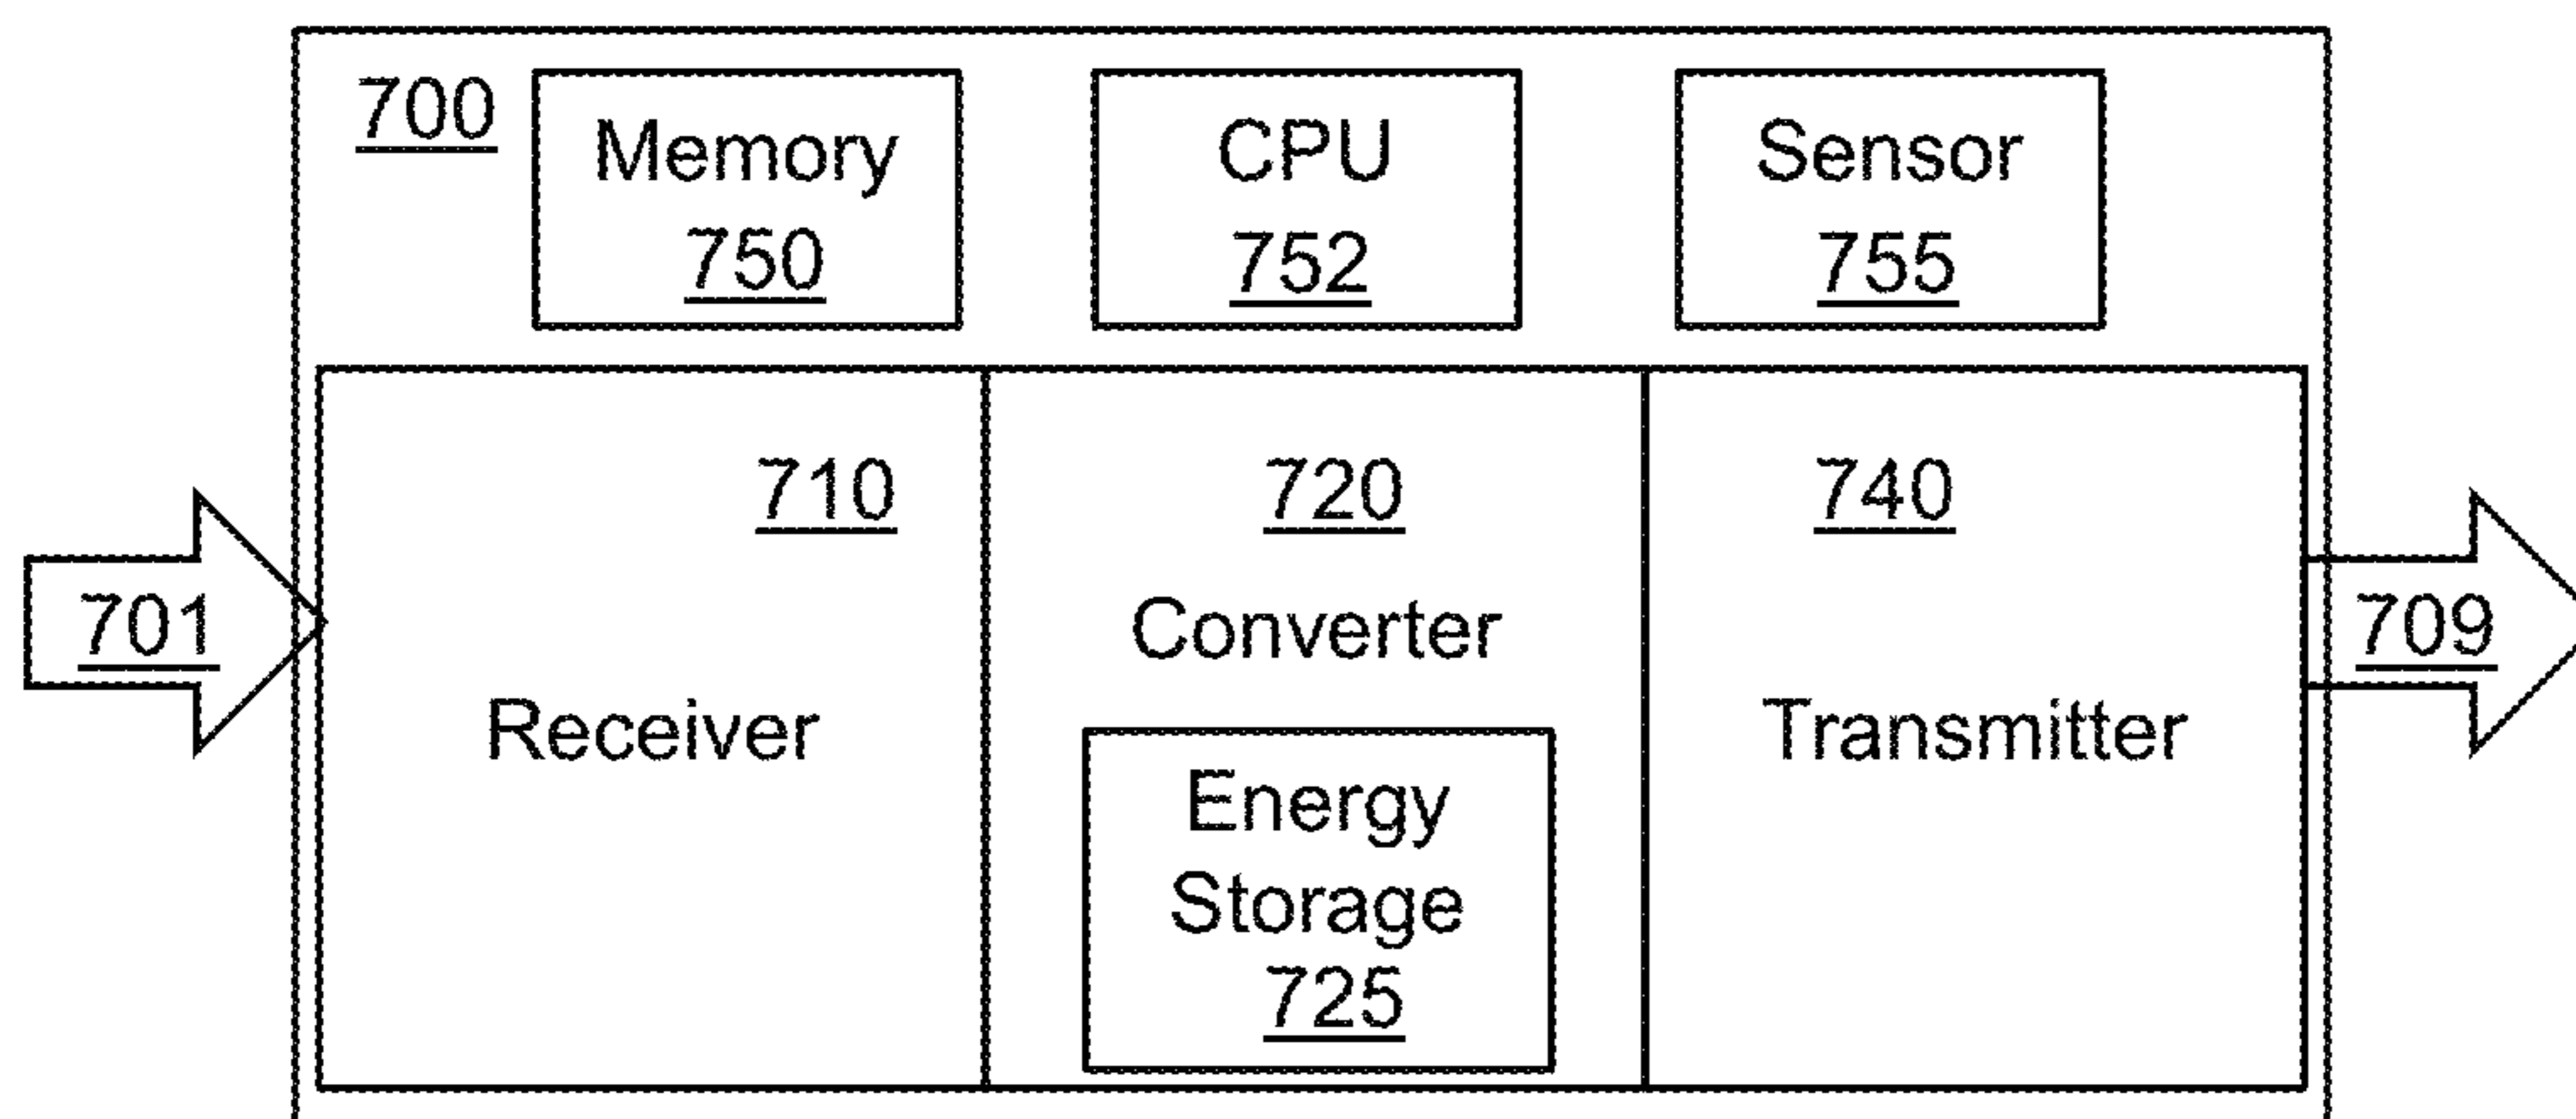 700
Memory
750
CPU
752
Sensor
755
701
710
Receiver
720
Converter
Energy
Storage
725
740
Transmitter
709